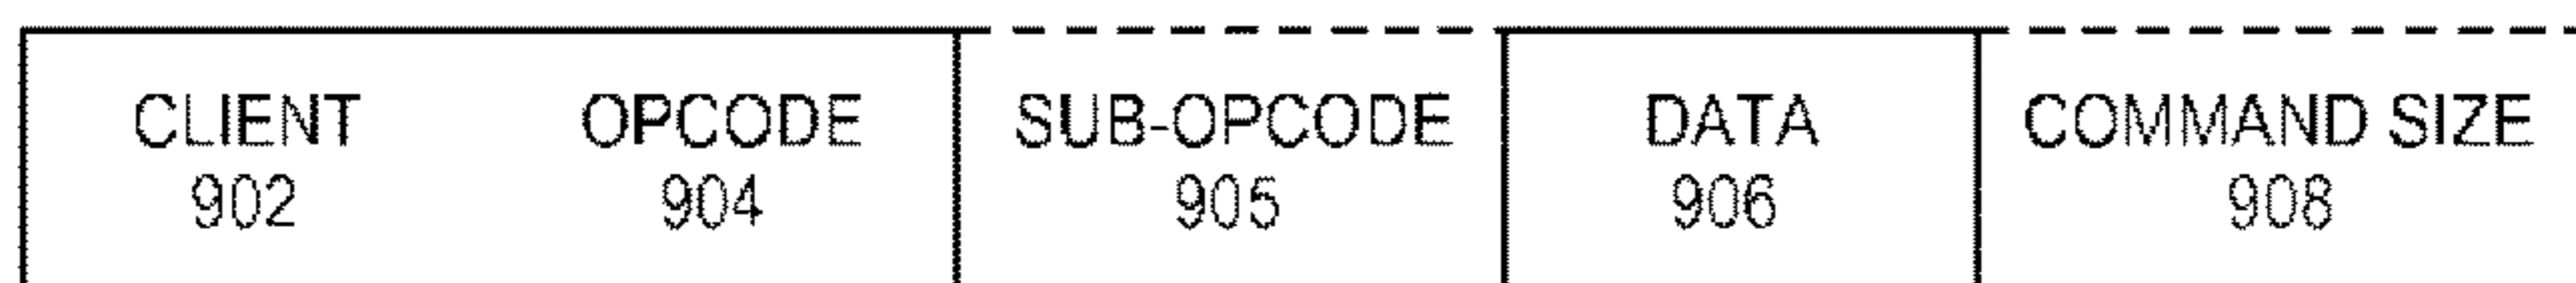 CLIENT OPCODE SUB-OPCODE DATA COMMAND SIZE
902 904 905 906 908